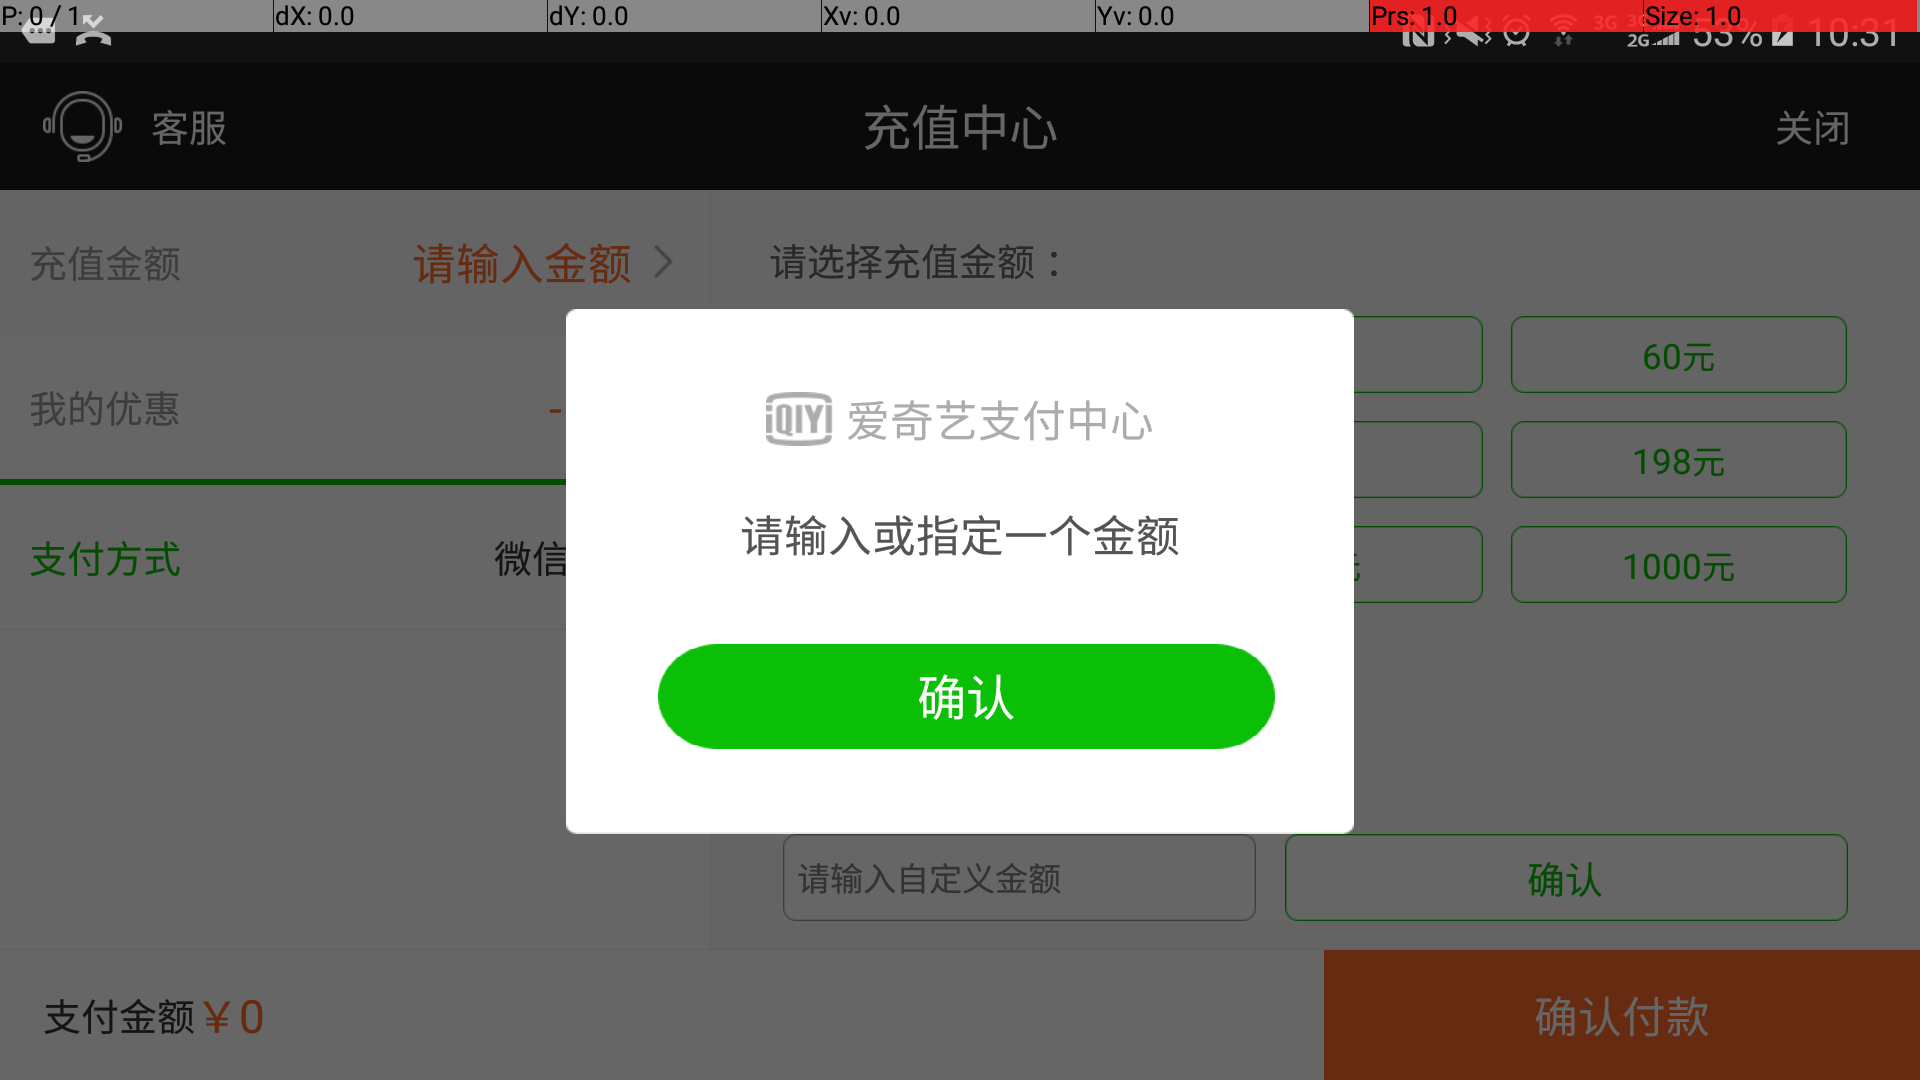 P: 0 / 1 dX: 0.0 dY: 0.0 Xv: 0.0 Yv: 0.0 Prs: 1.0 Size: 1.0
3G 2G 53% 10:31
客服 充值中心 关闭
充值金额 请输入金额
请选择充值金额：
60元
我的优惠 -
198元
支付方式 微信
1000元
iQIYI 爱奇艺支付中心
请输入或指定一个金额
确认
请输入自定义金额 确认
支付金额 ¥ 0 确认付款